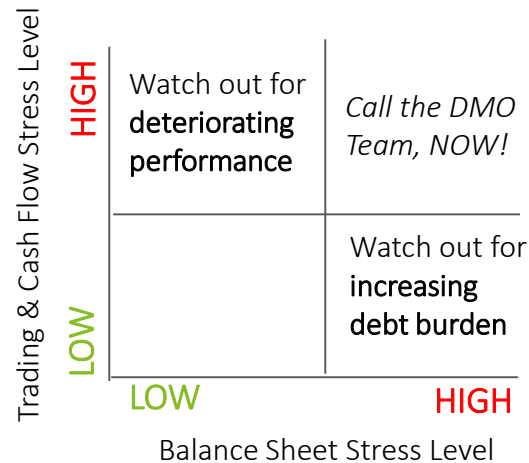 Trading & Cash Flow Stress Level
HIGH
LOW
Watch out for
deteriorating
performance
Call the DMO
Team, NOW!
Watch out for
increasing
debt burden
LOW
HIGH
Balance Sheet Stress Level